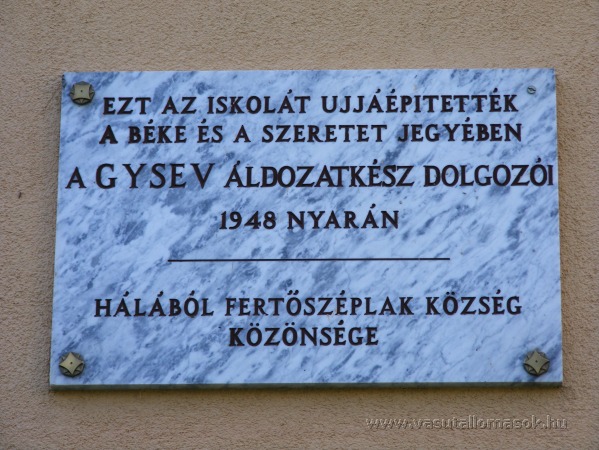 EZT AZ ISKOLÁT UJJÁÉPITETTÉK
A BÉKE ÉS A SZERETET JEGYÉBEN
A GYSEV ÁLDOZATKÉSZ DOLGOZÓI
1948 NYARÁN
HÁLÁBÓL FERTŐSZÉPLAK KÖZSÉG
KÖZÖNSÉGE
www.vasutallomasok.hu